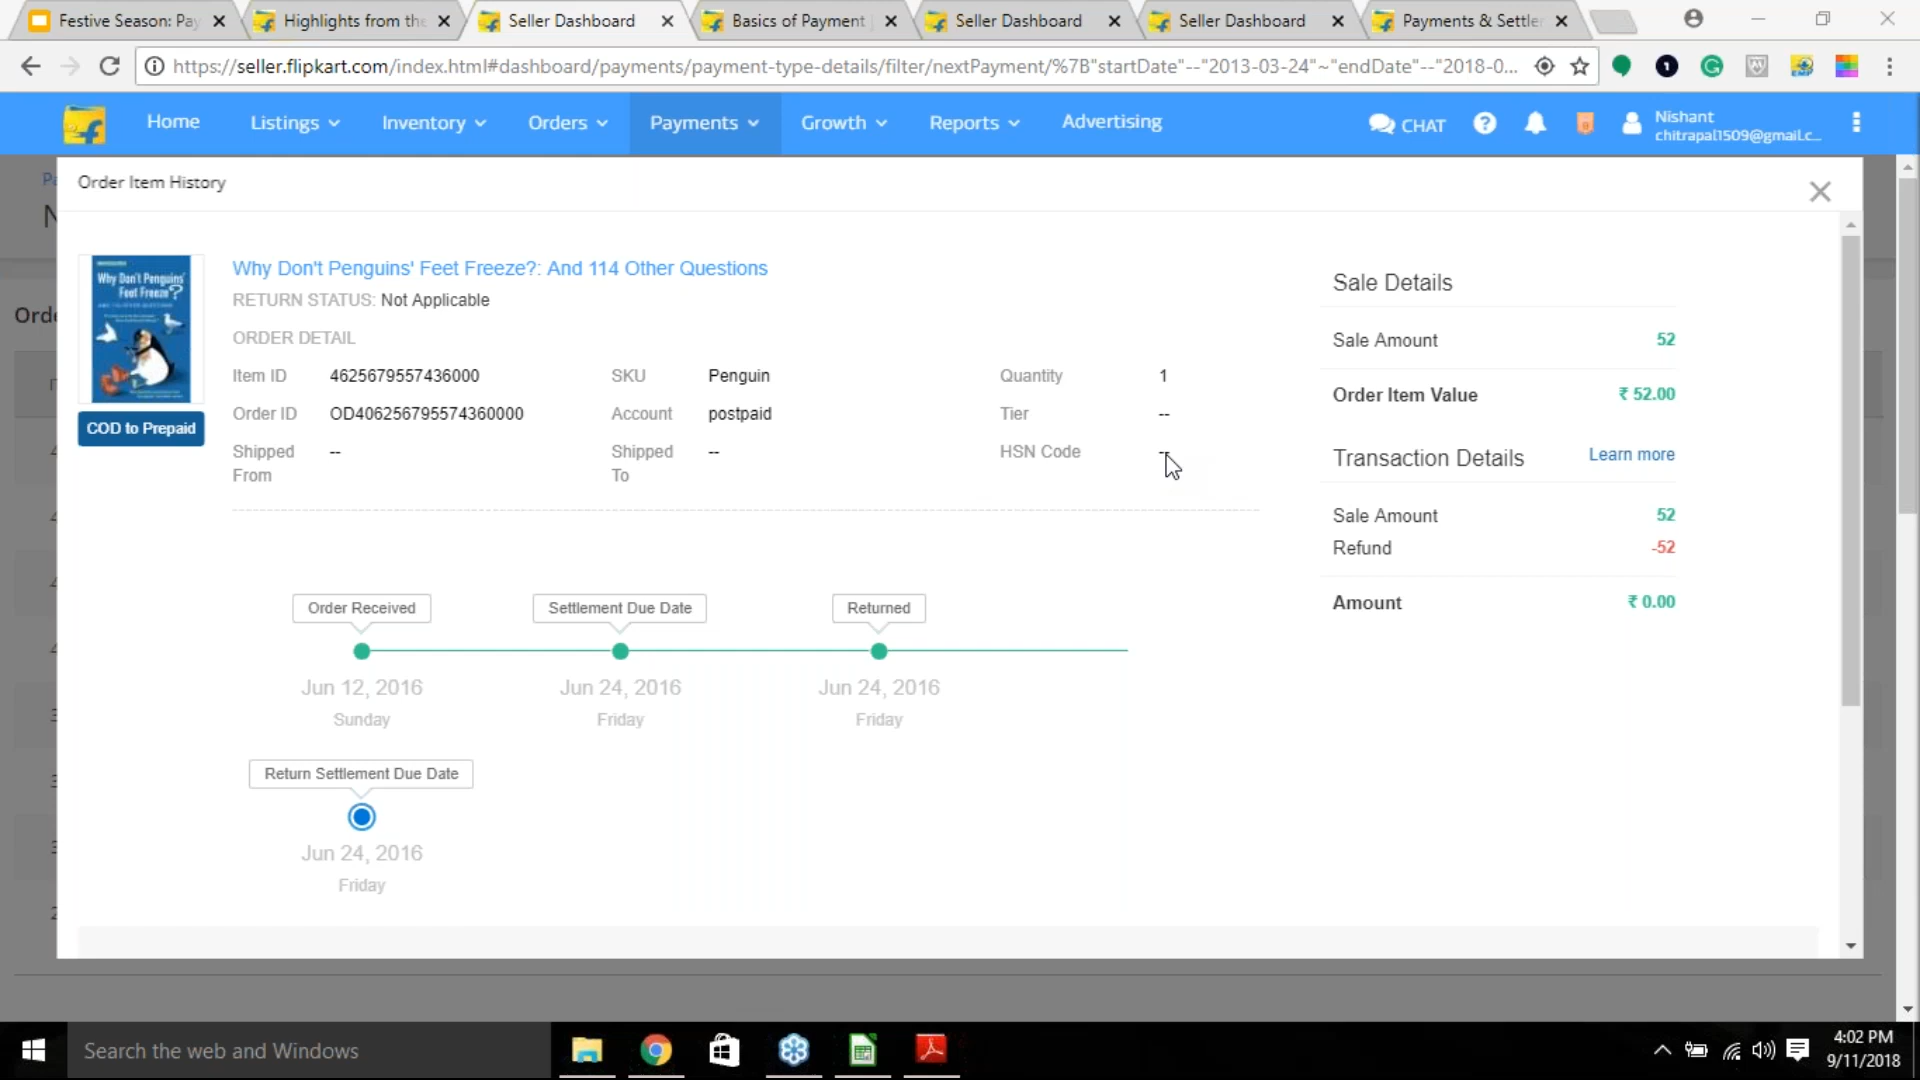 Festive Season: Pay
Highlights from the
Seller Dashboard
Basics of Payment
Seller Dashboard
Seller Dashboard
Payments & Settle
https://seller.flipkart.com/index.html#dashboard/payments/payment-type-details/filter/nextPayment/%7B"startDate"--"2013-03-24"~"endDate"--"2018-0...
Home
Listings
Inventory
Orders
Payments
Growth
Reports
Advertising
CHAT
Nishant
chitrapal1509@gmail.c...
Order Item History
Why Don't Penguins' Feet Freeze?
Why Don't Penguins' Feet Freeze?: And 114 Other Questions
RETURN STATUS: Not Applicable
ORDER DETAIL
Item ID 4625679557436000 SKU Penguin Quantity 1
Order ID OD406256795574360000 Account postpaid Tier --
Shipped From -- Shipped To -- HSN Code --
COD to Prepaid
Sale Details
Sale Amount 52
Order Item Value ₹ 52.00
Transaction Details Learn more
Sale Amount 52
Refund -52
Amount ₹ 0.00
Order Received
Settlement Due Date
Returned
Jun 12, 2016
Jun 24, 2016
Jun 24, 2016
Sunday
Friday
Friday
Return Settlement Due Date
Jun 24, 2016
Friday
Orde
Search the web and Windows
4:02 PM
9/11/2018